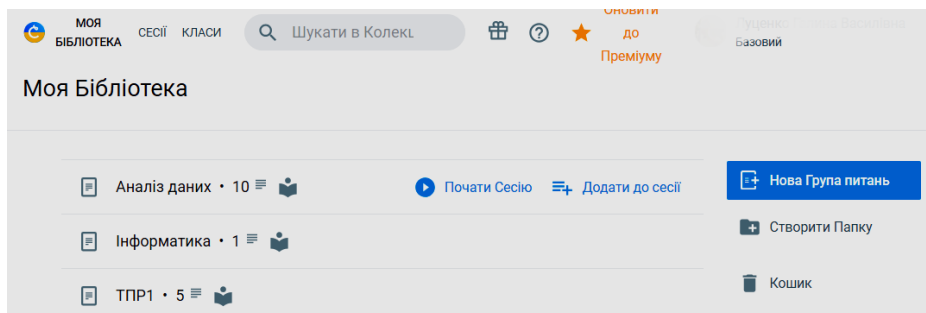 МОЯ БІБЛІОТЕКА
СЕСІЇ
КЛАСИ
Шукати в Колекц
Оновити до Преміуму
Базовий
Моя Бібліотека
Аналіз даних • 10
Почати Сесію
Додати до сесії
Нова Група питань
Інформатика • 1
Створити Папку
ТПР1 • 5
Кошик